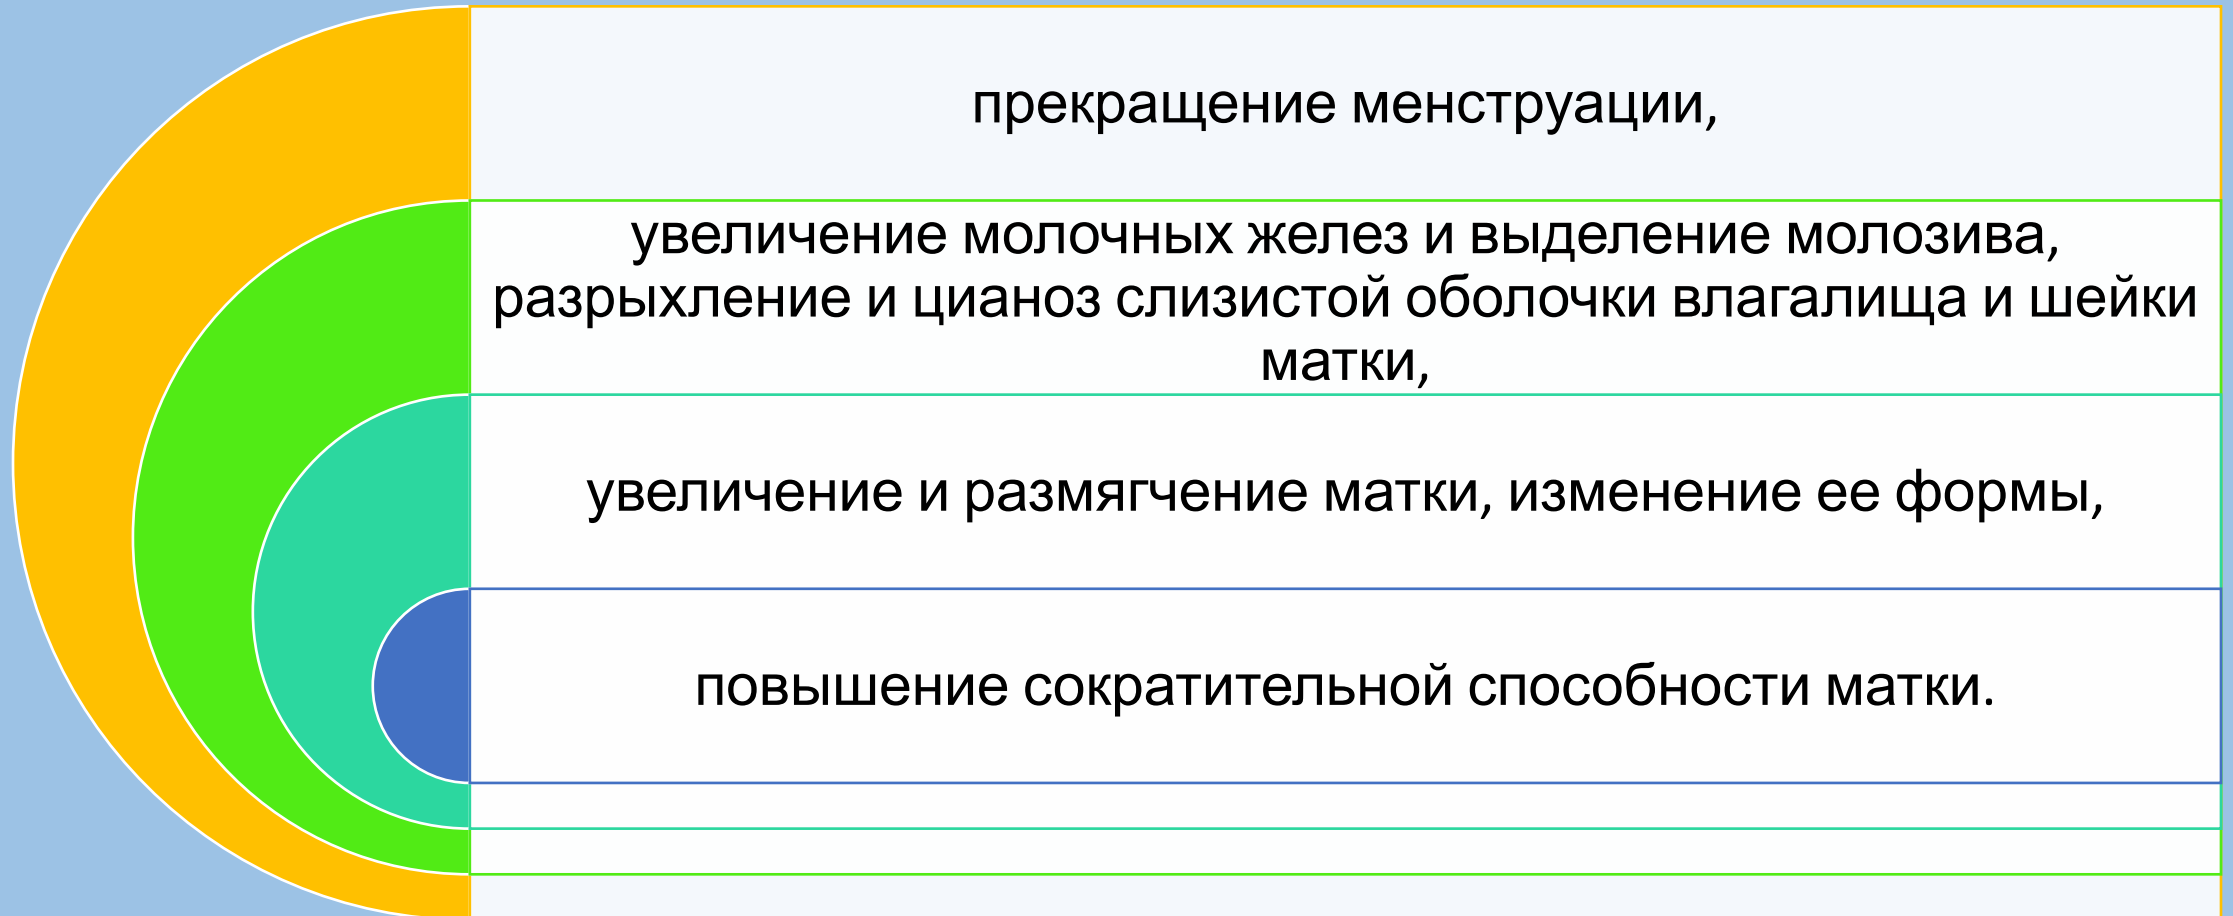 прекращение менструации,
увеличение молочных желез и выделение молозива,
разрыхление и цианоз слизистой оболочки влагалища и шейки
матки,
увеличение и размягчение матки, изменение ее формы,
повышение сократительной способности матки.